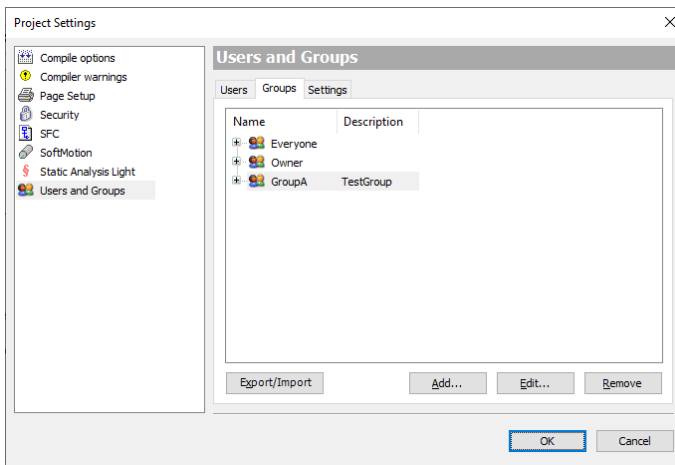 Project Settings
Compile options
Compiler warnings
Page Setup
Security
SFC
SoftMotion
Static Analysis Light
Users and Groups
Users and Groups
Users Groups Settings
Name Description
Everyone
Owner
GroupA TestGroup
Export/Import Add... Edit... Remove
OK Cancel